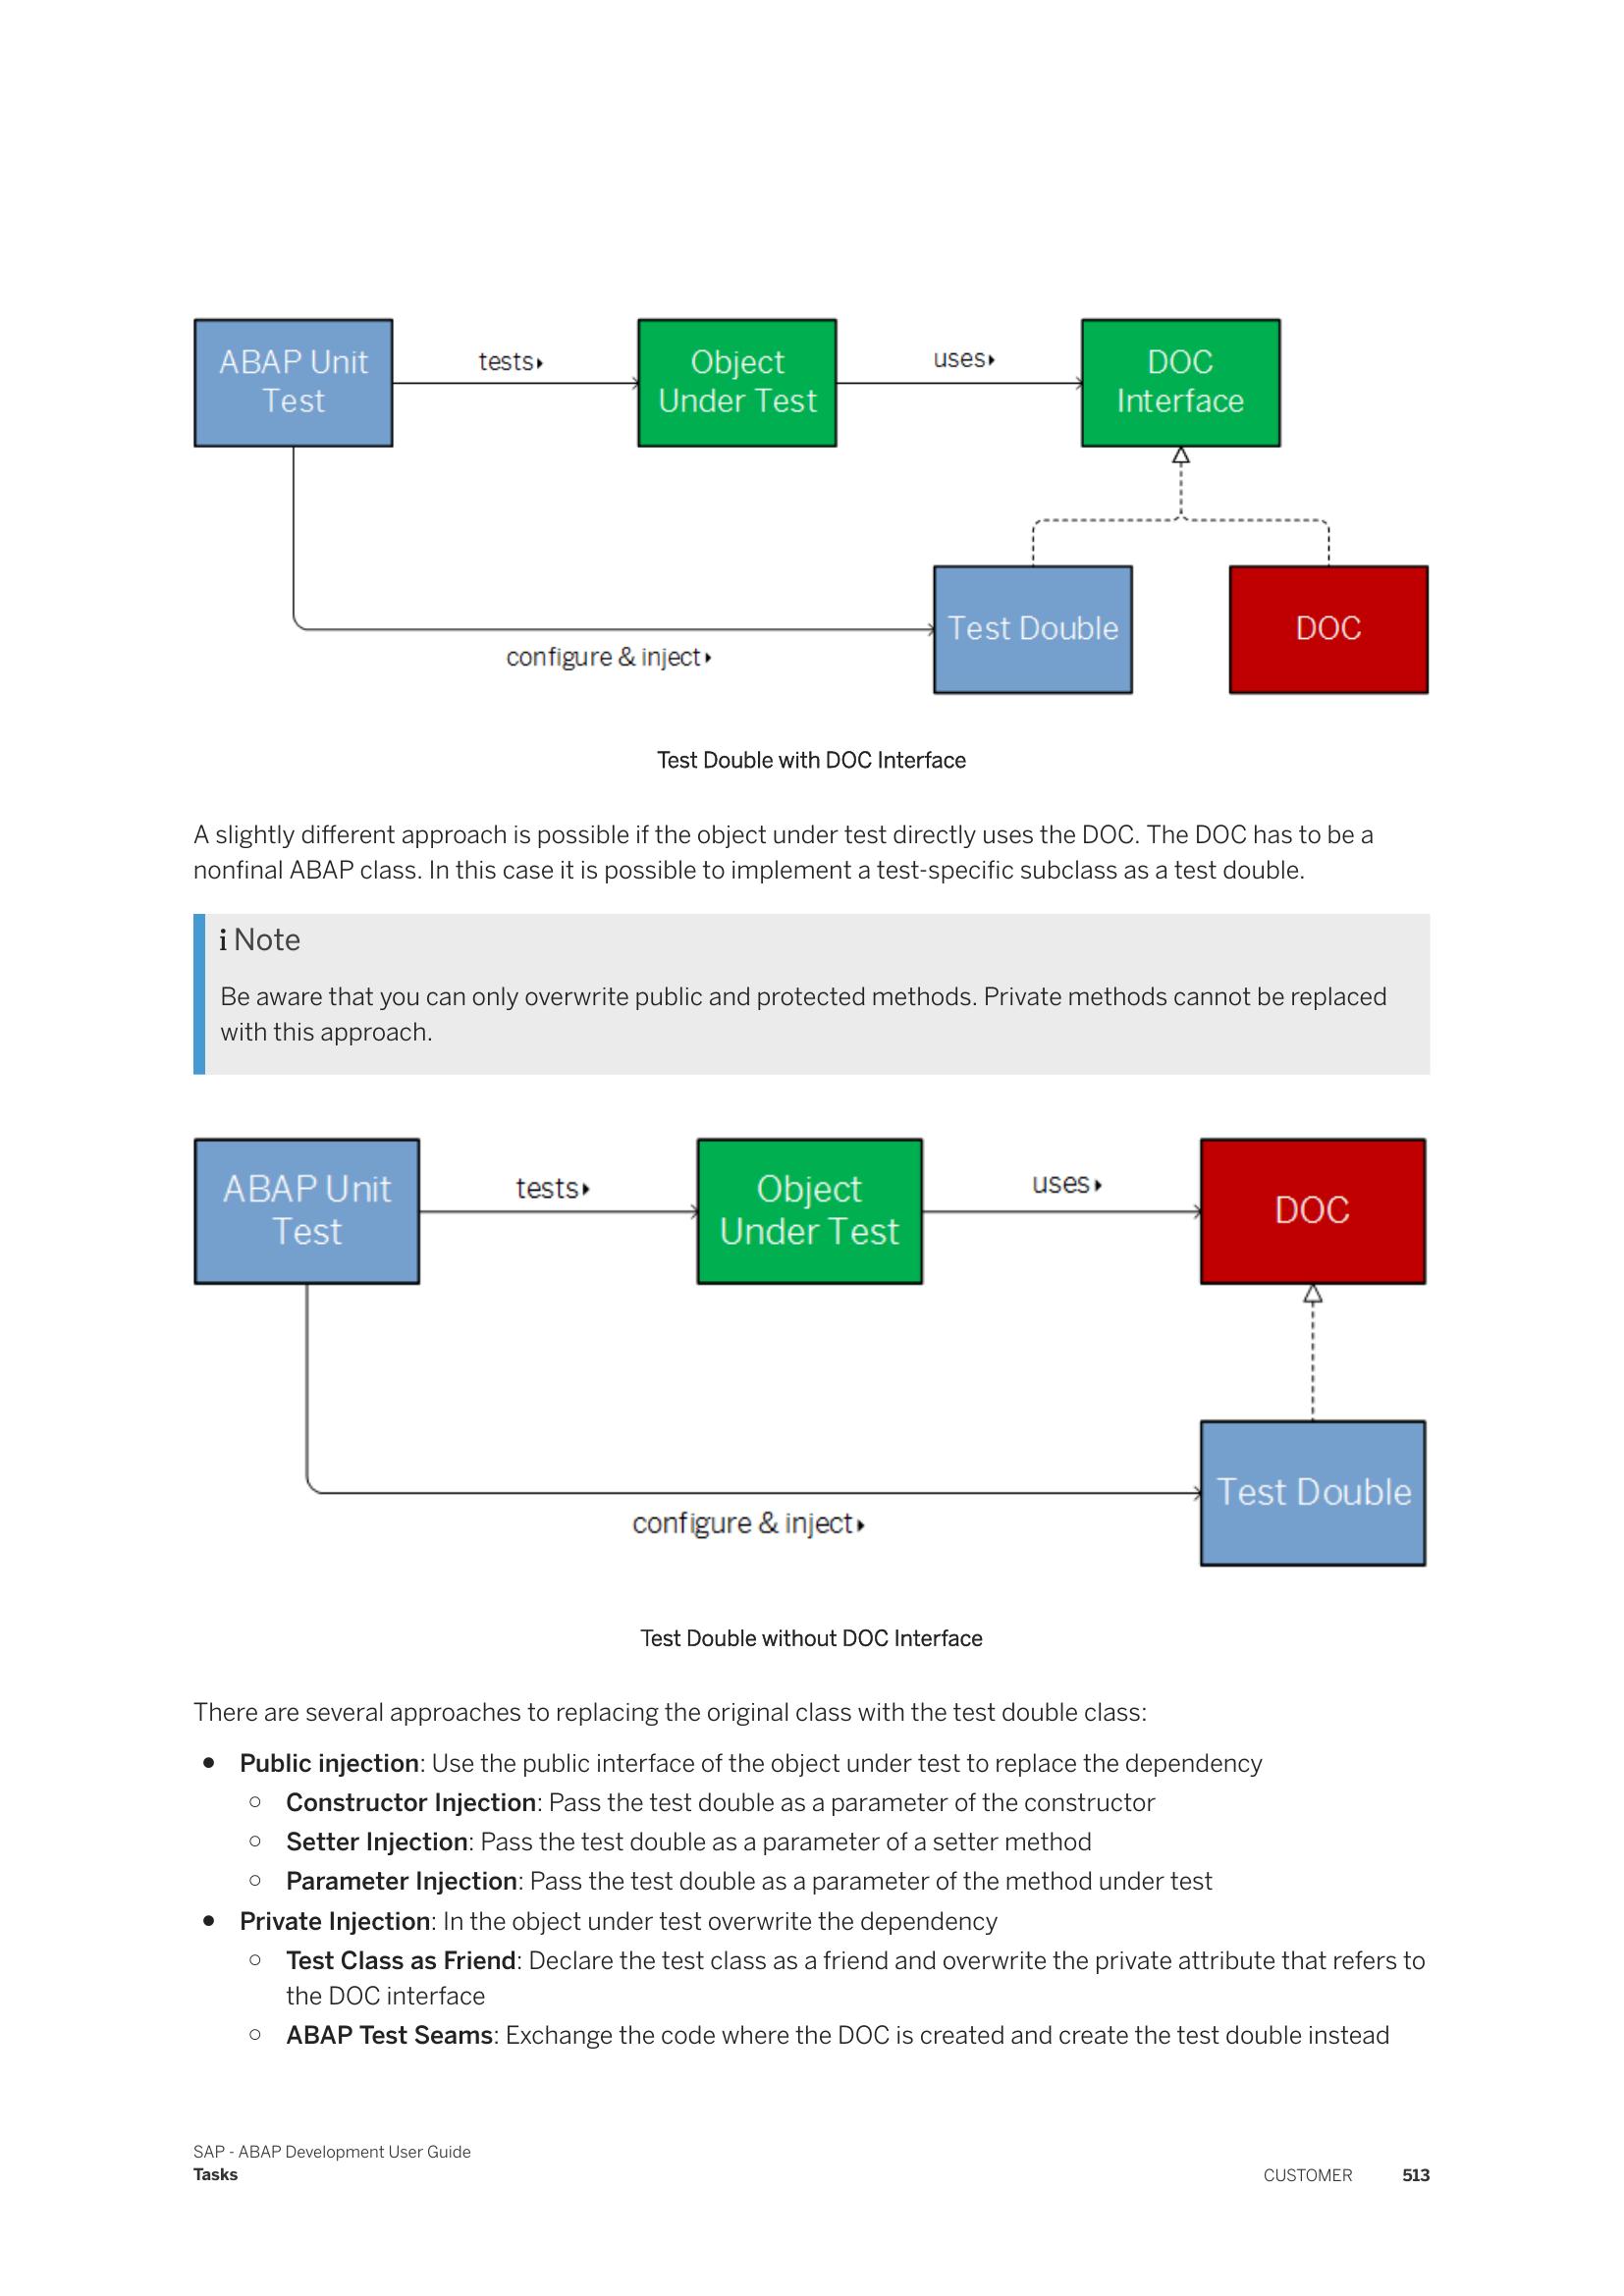 ABAP Unit
Test
tests
Object
Under Test
uses
DOC
Interface
Test Double
DOC
configure & inject
Test Double with DOC Interface
A slightly different approach is possible if the object under test directly uses the DOC. The DOC has to be a
nonfinal ABAP class. In this case it is possible to implement a test-specific subclass as a test double.
i Note
Be aware that you can only overwrite public and protected methods. Private methods cannot be replaced
with this approach.
ABAP Unit
Test
tests
Object
Under Test
uses
DOC
Test Double
configure & inject
Test Double without DOC Interface
There are several approaches to replacing the original class with the test double class:
● Public injection: Use the public interface of the object under test to replace the dependency
○ Constructor Injection: Pass the test double as a parameter of the constructor
○ Setter Injection: Pass the test double as a parameter of a setter method
○ Parameter Injection: Pass the test double as a parameter of the method under test
● Private Injection: In the object under test overwrite the dependency
○ Test Class as Friend: Declare the test class as a friend and overwrite the private attribute that refers to
the DOC interface
○ ABAP Test Seams: Exchange the code where the DOC is created and create the test double instead
SAP - ABAP Development User Guide
Tasks
CUSTOMER 513